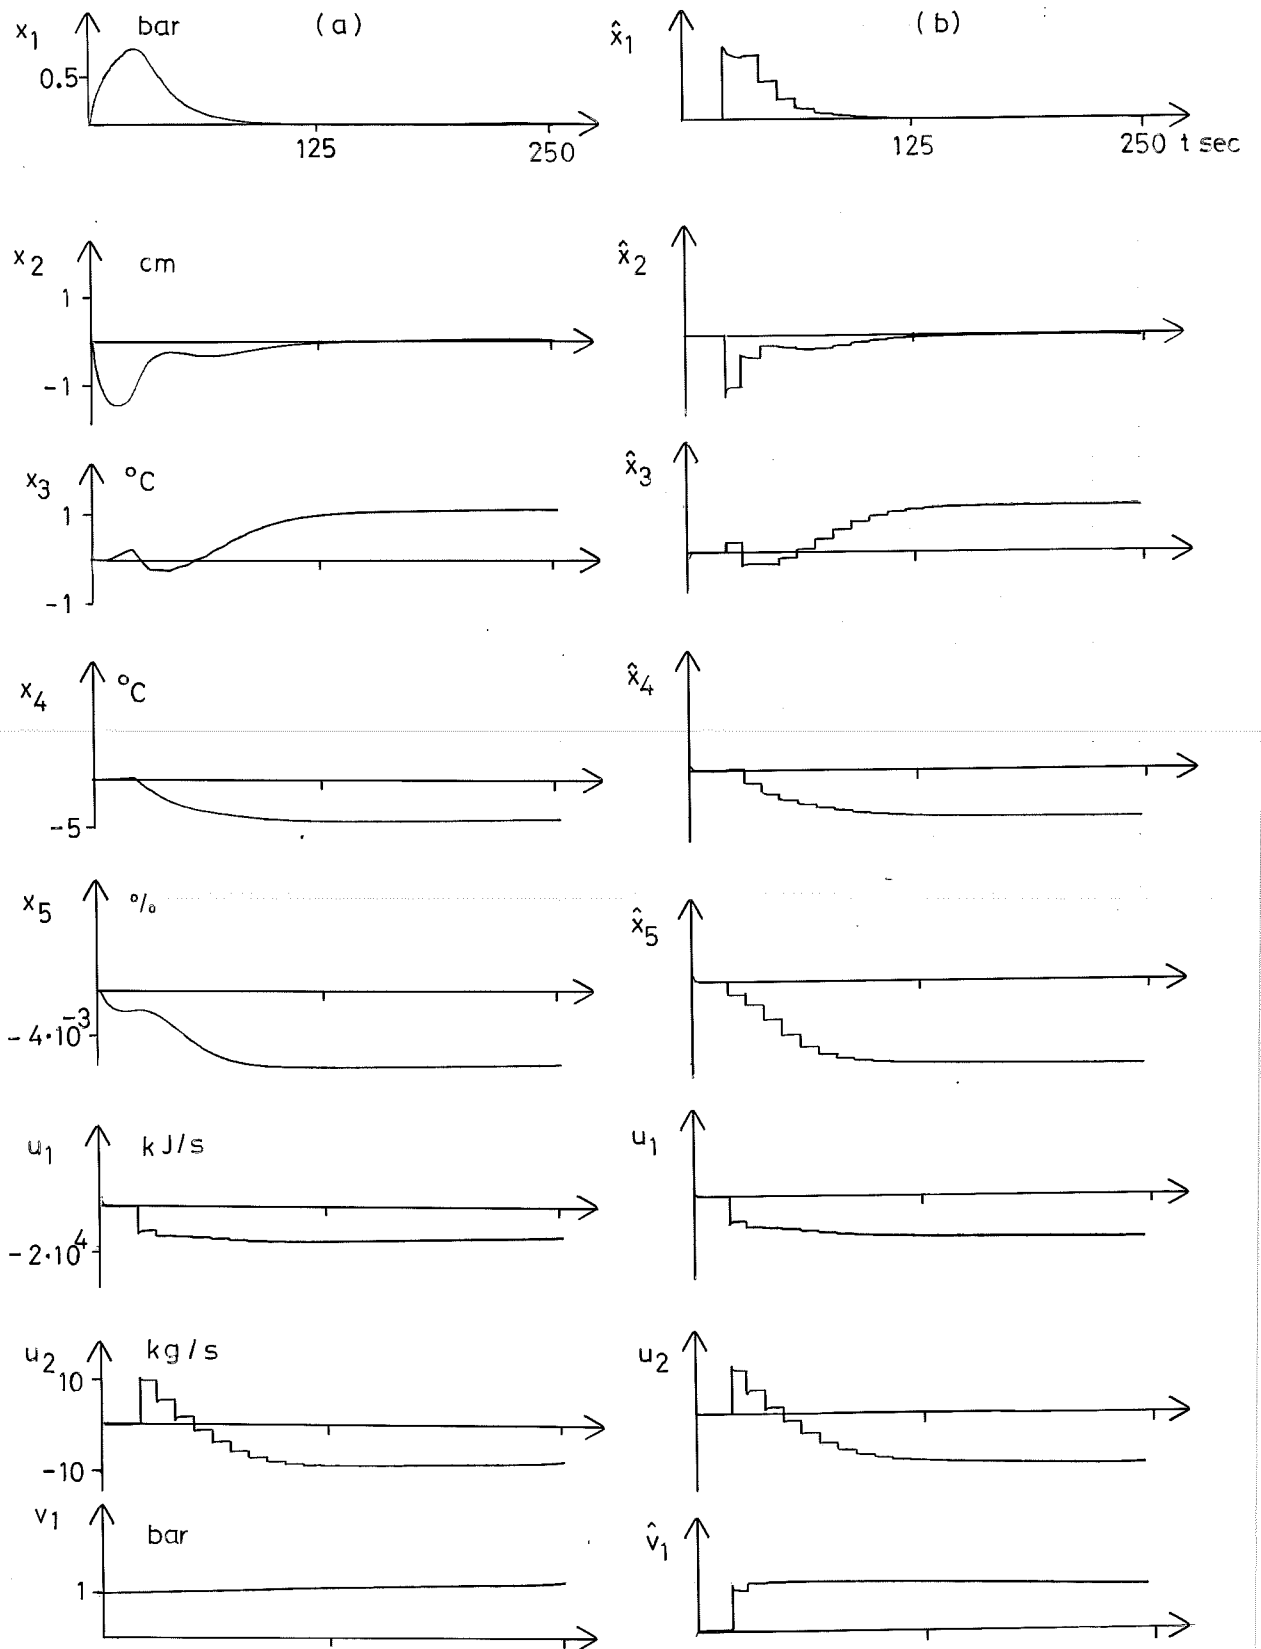 x1 bar (a) x̂1 (b)
0.5
125 250 125 250 t sec
x2 cm x̂2
1
-1
x3 °C x̂3
1
-1
x4 °C x̂4
-5
x5 % x̂5
-4·10-3
u1 kJ/s u1
-2·104
u2 kg/s u2
10
-10
v1 bar v̂1
1